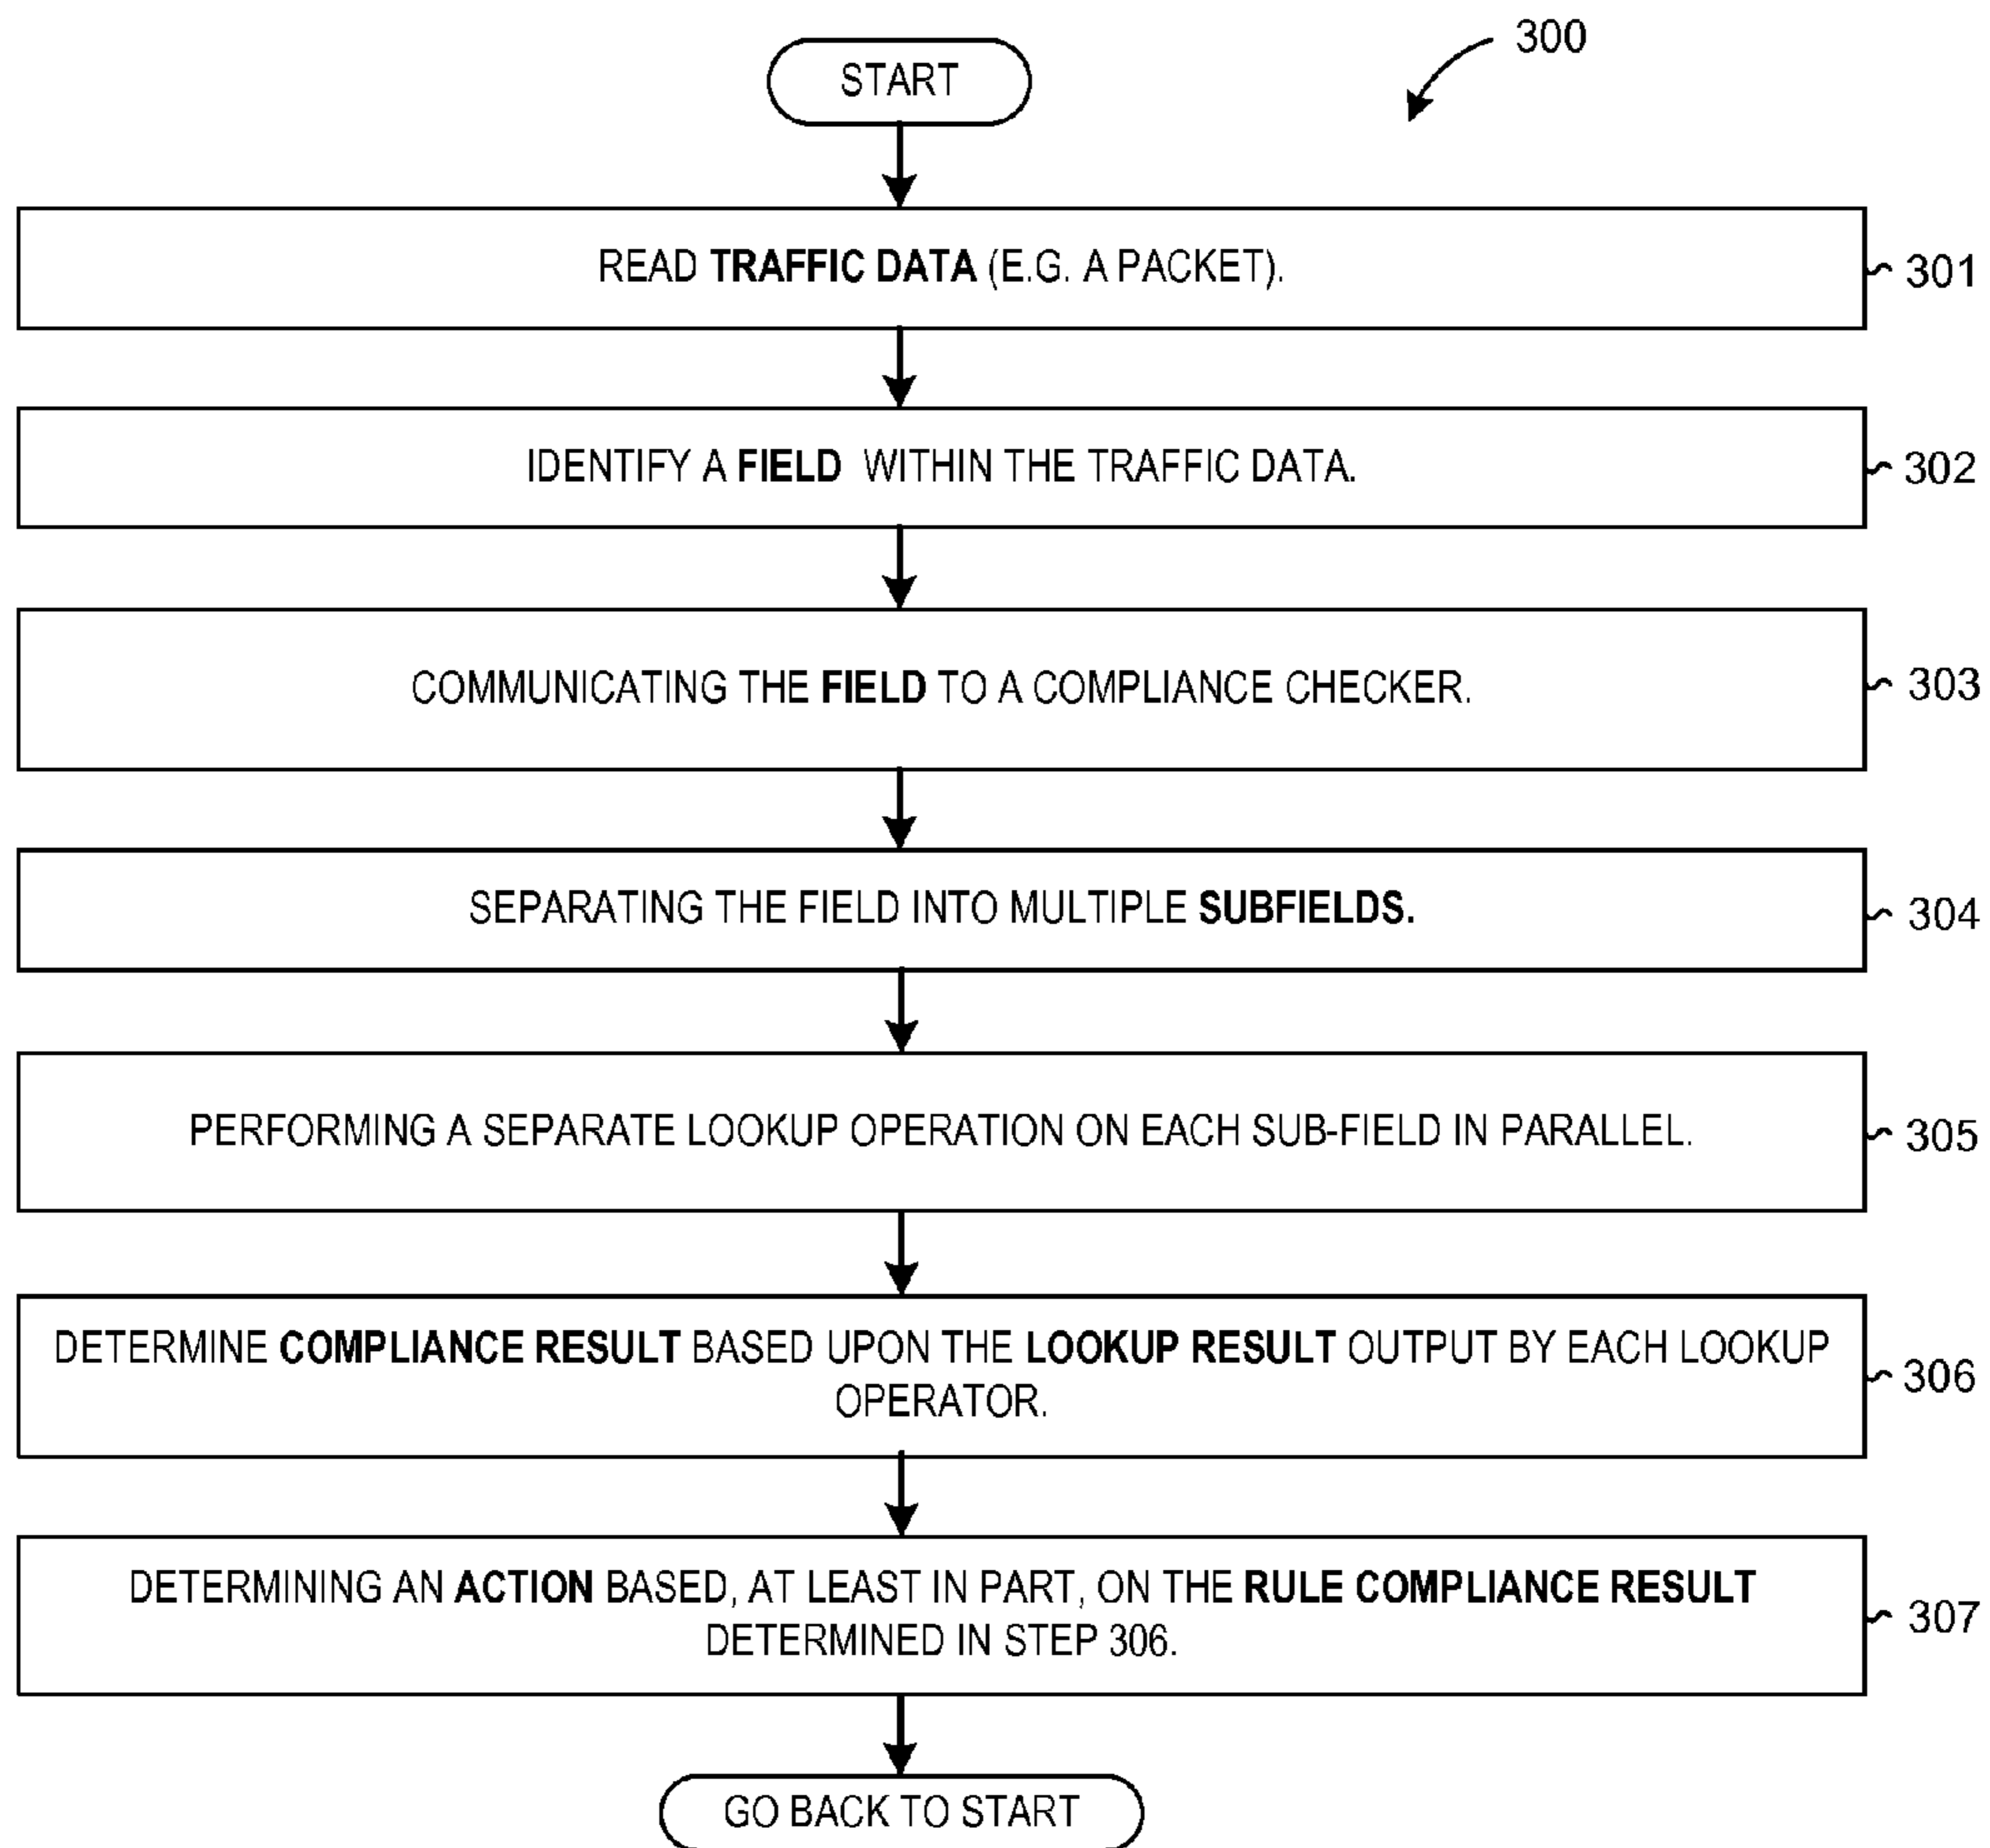 300
START
READ TRAFFIC DATA (E.G. A PACKET).
301
IDENTIFY A FIELD WITHIN THE TRAFFIC DATA.
302
COMMUNICATING THE FIELD TO A COMPLIANCE CHECKER.
303
SEPARATING THE FIELD INTO MULTIPLE SUBFIELDS.
304
PERFORMING A SEPARATE LOOKUP OPERATION ON EACH SUB-FIELD IN PARALLEL.
305
DETERMINE COMPLIANCE RESULT BASED UPON THE LOOKUP RESULT OUTPUT BY EACH LOOKUP
OPERATOR.
306
DETERMINING AN ACTION BASED, AT LEAST IN PART, ON THE RULE COMPLIANCE RESULT
DETERMINED IN STEP 306.
307
GO BACK TO START